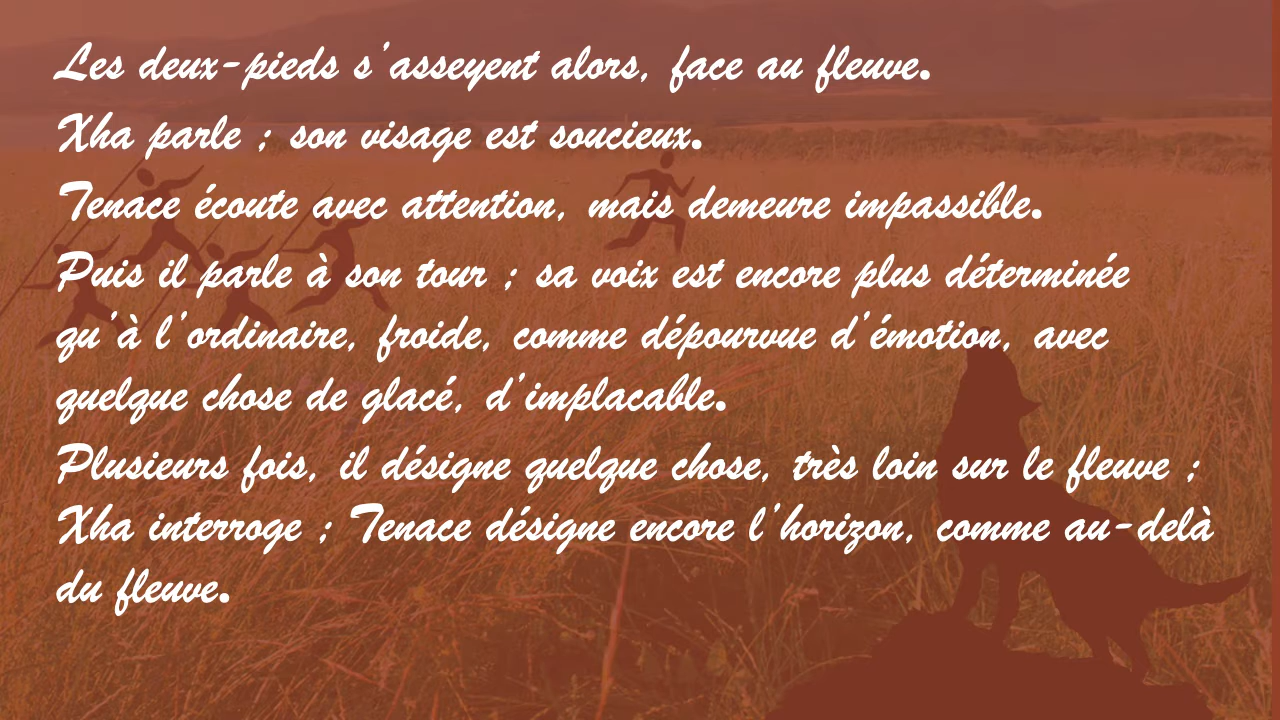 Les deux-pieds s'asseyent alors, face au fleuve.
Xha parle ; son visage est soucieux.
Tenace écoute avec attention, mais demeure impassible.
Puis il parle à son tour ; sa voix est encore plus déterminée
qu'à l'ordinaire, froide, comme dépourvue d'émotion, avec
quelque chose de glacé, d'implacable.
Plusieurs fois, il désigne quelque chose, très loin sur le fleuve ;
Xha interroge ; Tenace désigne encore l'horizon, comme au-delà
du fleuve.